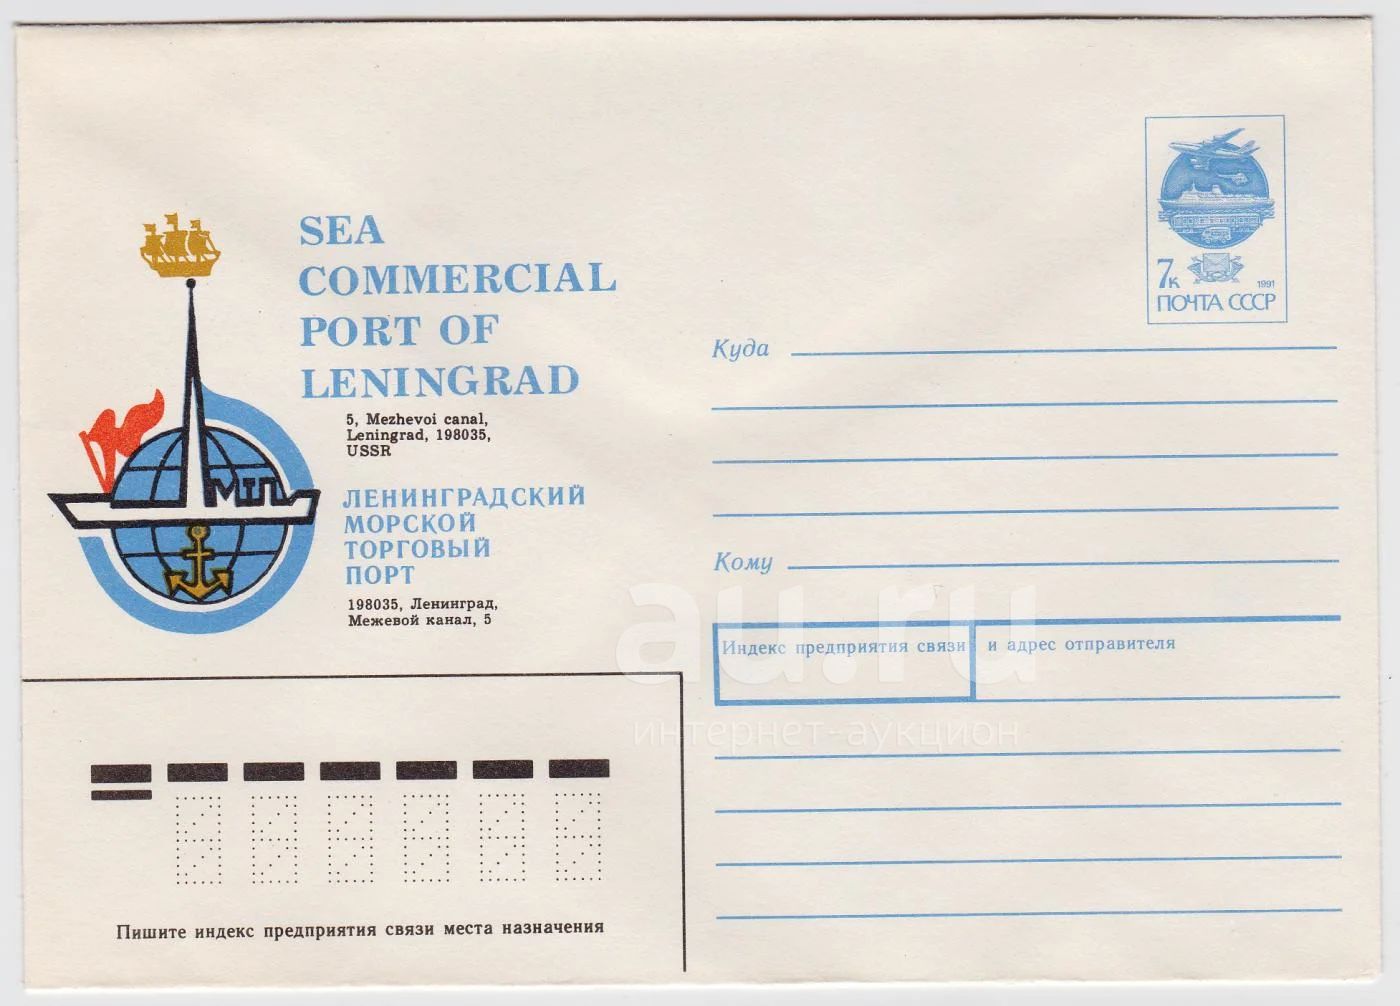 SEA
COMMERCIAL
PORT OF
LENINGRAD
5, Mezhevoi canal,
Leningrad, 198035,
USSR
МТП
ЛЕНИНГРАДСКИЙ
МОРСКОЙ
ТОРГОВЫЙ
ПОРТ
198035, Ленинград,
Межевой канал, 5
7к
1991
ПОЧТА СССР
Куда
Кому
Индекс предприятия связи и адрес отправителя
au.ru
интернет-аукцион
Пишите индекс предприятия связи места назначения